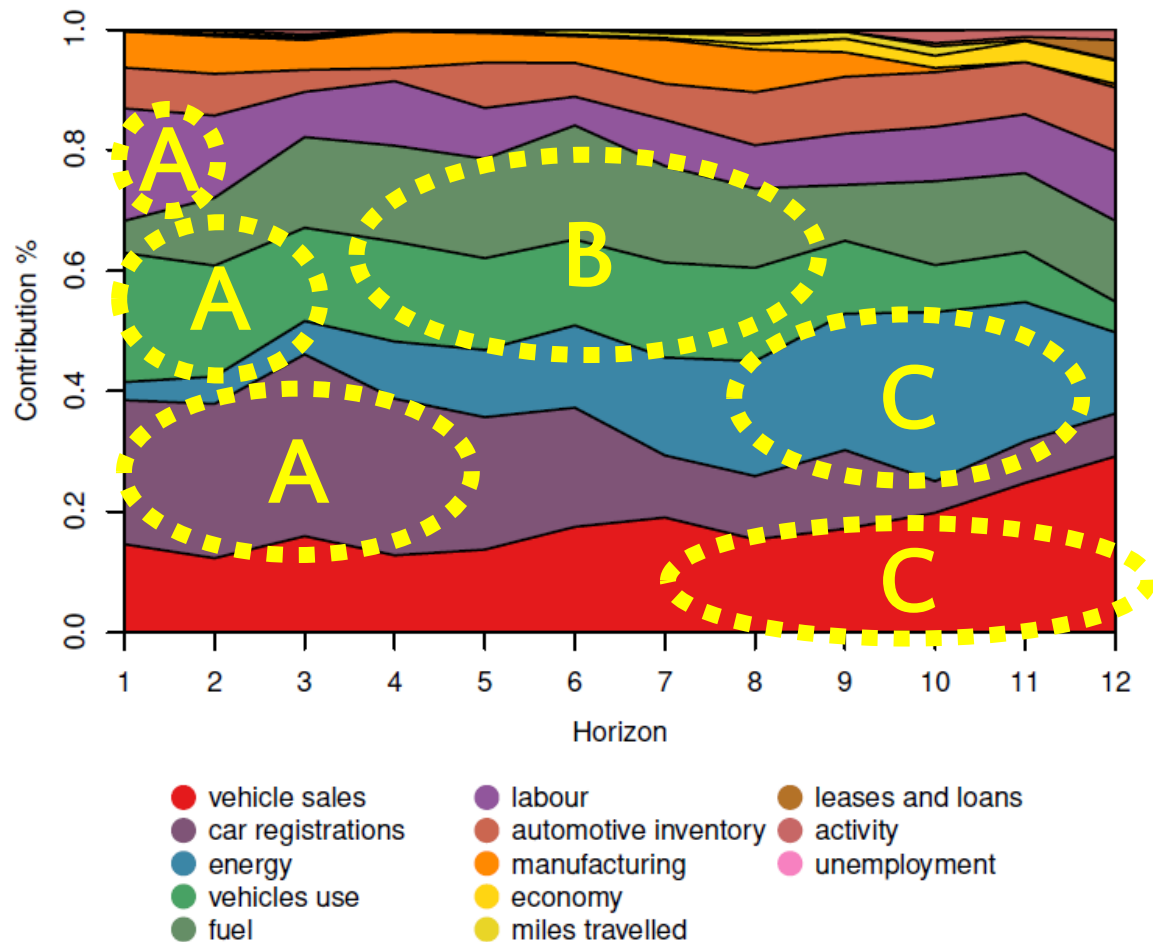 1.0
0.8
0.6
0.4
0.2
0.0
Contribution %
A
A
A
B
C
C
1 2 3 4 5 6 7 8 9 10 11 12
Horizon
vehicle sales
car registrations
energy
vehicles use
fuel
labour
automotive inventory
manufacturing
economy
miles travelled
leases and loans
activity
unemployment